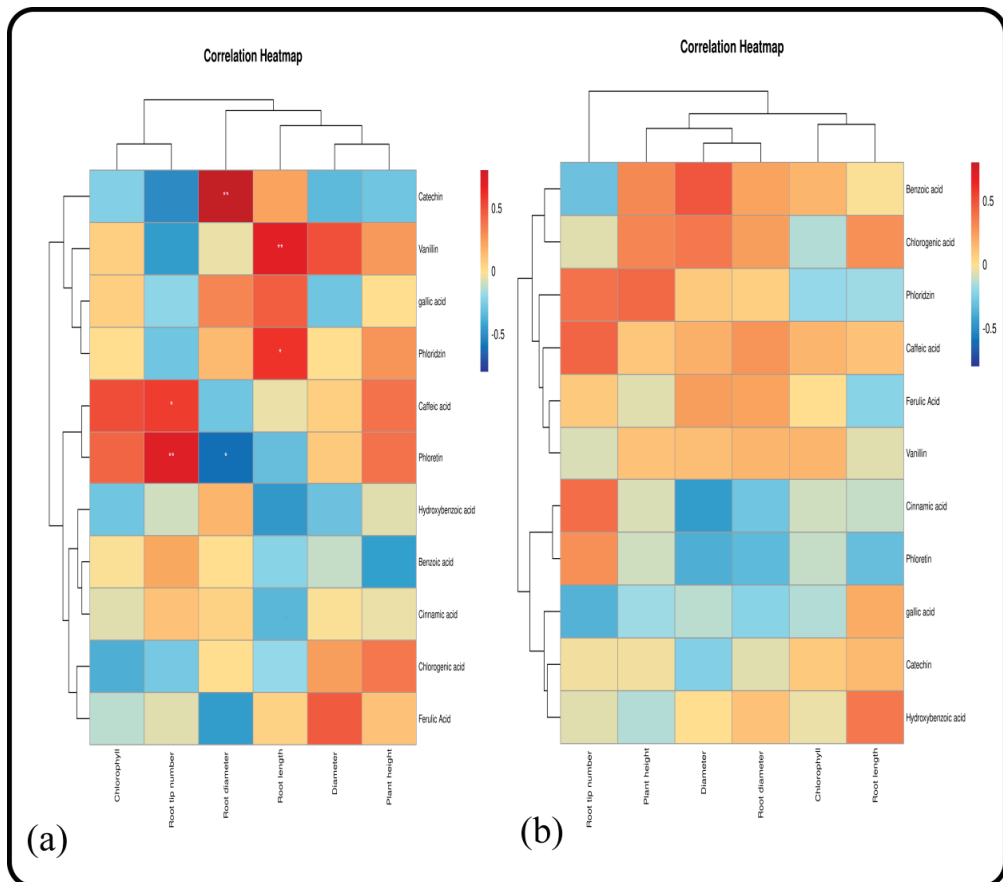 Correlation Heatmap
Catechin
**
Vanillin
**
gallic acid
Phloridzin
*
Caffeic acid
*
Phloretin
**
*
Hydroxybenzoic acid
Benzoic acid
Cinnamic acid
Chlorogenic acid
Ferulic Acid
0.5
0
-0.5
Chlorophyll
Root tip number
Root diameter
Root length
Diameter
Plant height
(a)
Correlation Heatmap
Benzoic acid
Chlorogenic acid
Phloridzin
Caffeic acid
Ferulic Acid
Vanillin
Cinnamic acid
Phloretin
gallic acid
Catechin
Hydroxybenzoic acid
0.5
0
-0.5
Root tip number
Plant height
Diameter
Root diameter
Chlorophyll
Root length
(b)